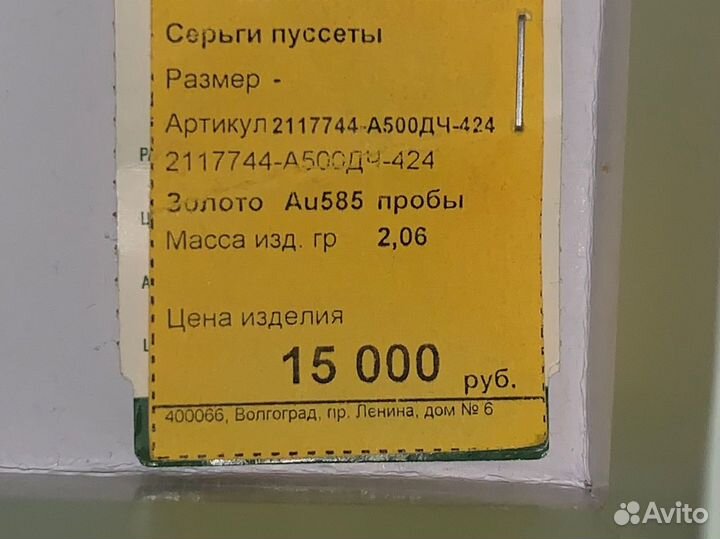 Серьги пуссеты
Размер -
Артикул 2117744-А500ДЧ-424
2117744-А500ДЧ-424
Золото Au585 пробы
Масса изд. гр 2,06
Цена изделия
15 000 руб.
400066, Волгоград, пр. Ленина, дом № 6
Avito